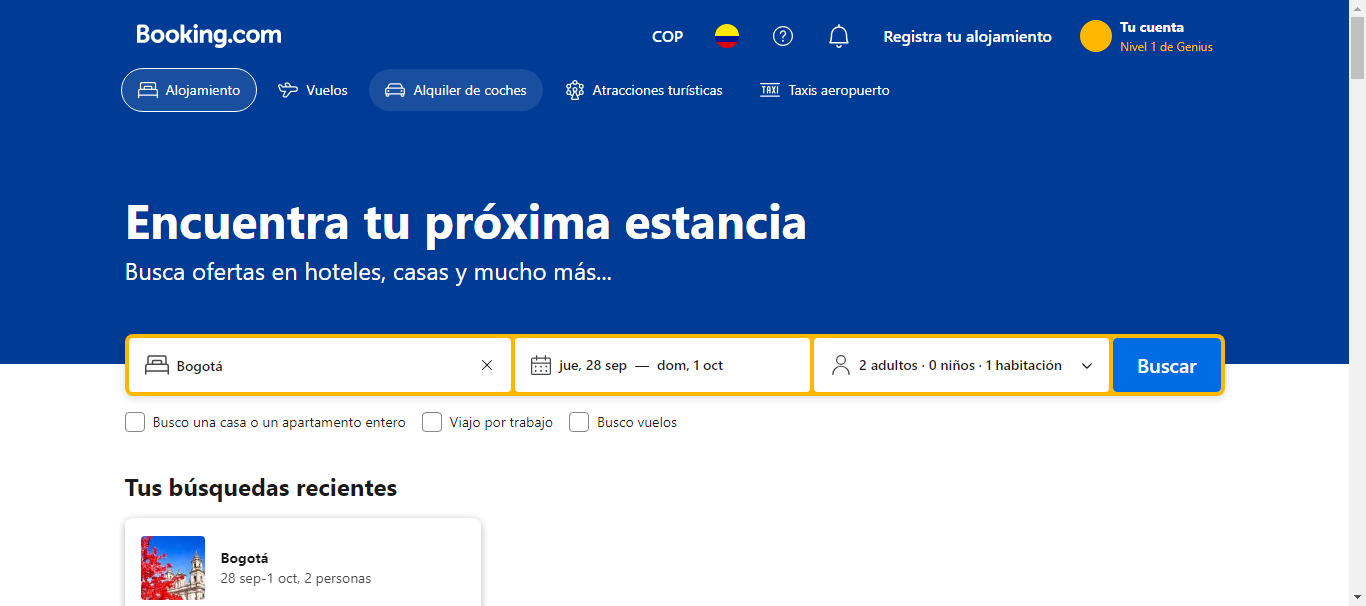 Booking.com
COP
Registra tu alojamiento
Tu cuenta
Nivel 1 de Genius
Alojamiento
Vuelos
Alquiler de coches
Atracciones turísticas
TAXI
Taxis aeropuerto
Encuentra tu próxima estancia
Busca ofertas en hoteles, casas y mucho más...
Bogotá
jue, 28 sep — dom, 1 oct
2 adultos · 0 niños · 1 habitación
Buscar
Busco una casa o un apartamento entero
Viajo por trabajo
Busco vuelos
Tus búsquedas recientes
Bogotá
28 sep-1 oct, 2 personas